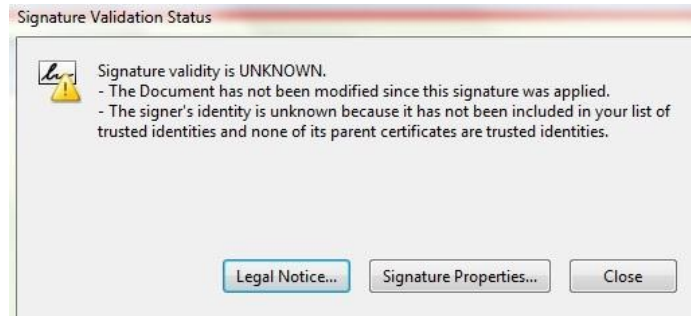 Signature Validation Status
Signature validity is UNKNOWN.
- The Document has not been modified since this signature was applied.
- The signer's identity is unknown because it has not been included in your list of
trusted identities and none of its parent certificates are trusted identities.
Legal Notice...
Signature Properties...
Close